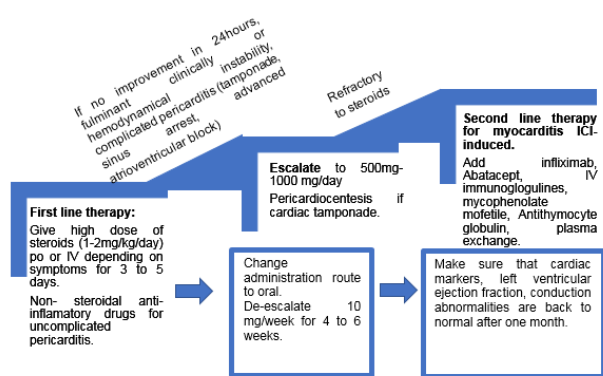 If no improvement in 24hours,
fulminant clinically or
hemodynamical instability,
complicated pericarditis (tamponade,
sinus arrest, advanced
atrioventricular block)
Refractory
to steroids
First line therapy:
Give high dose of
steroids (1-2mg/kg/day)
po or IV depending on
symptoms for 3 to 5
days.
Non- steroidal anti-
inflamatory drugs for
uncomplicated
pericarditis.
Escalate to 500mg-
1000 mg/day
Pericardiocentesis if
cardiac tamponade.
Second line therapy
for myocarditis ICI-
induced.
Add infliximab,
Abatacept, IV
immunoglogulines,
mycophenolate
mofetile, Antithymocyte
globulin, plasma
exchange.
Change
administration route
to oral.
De-escalate 10
mg/week for 4 to 6
weeks.
Make sure that cardiac
markers, left ventricular
ejection fraction, conduction
abnormalities are back to
normal after one month.